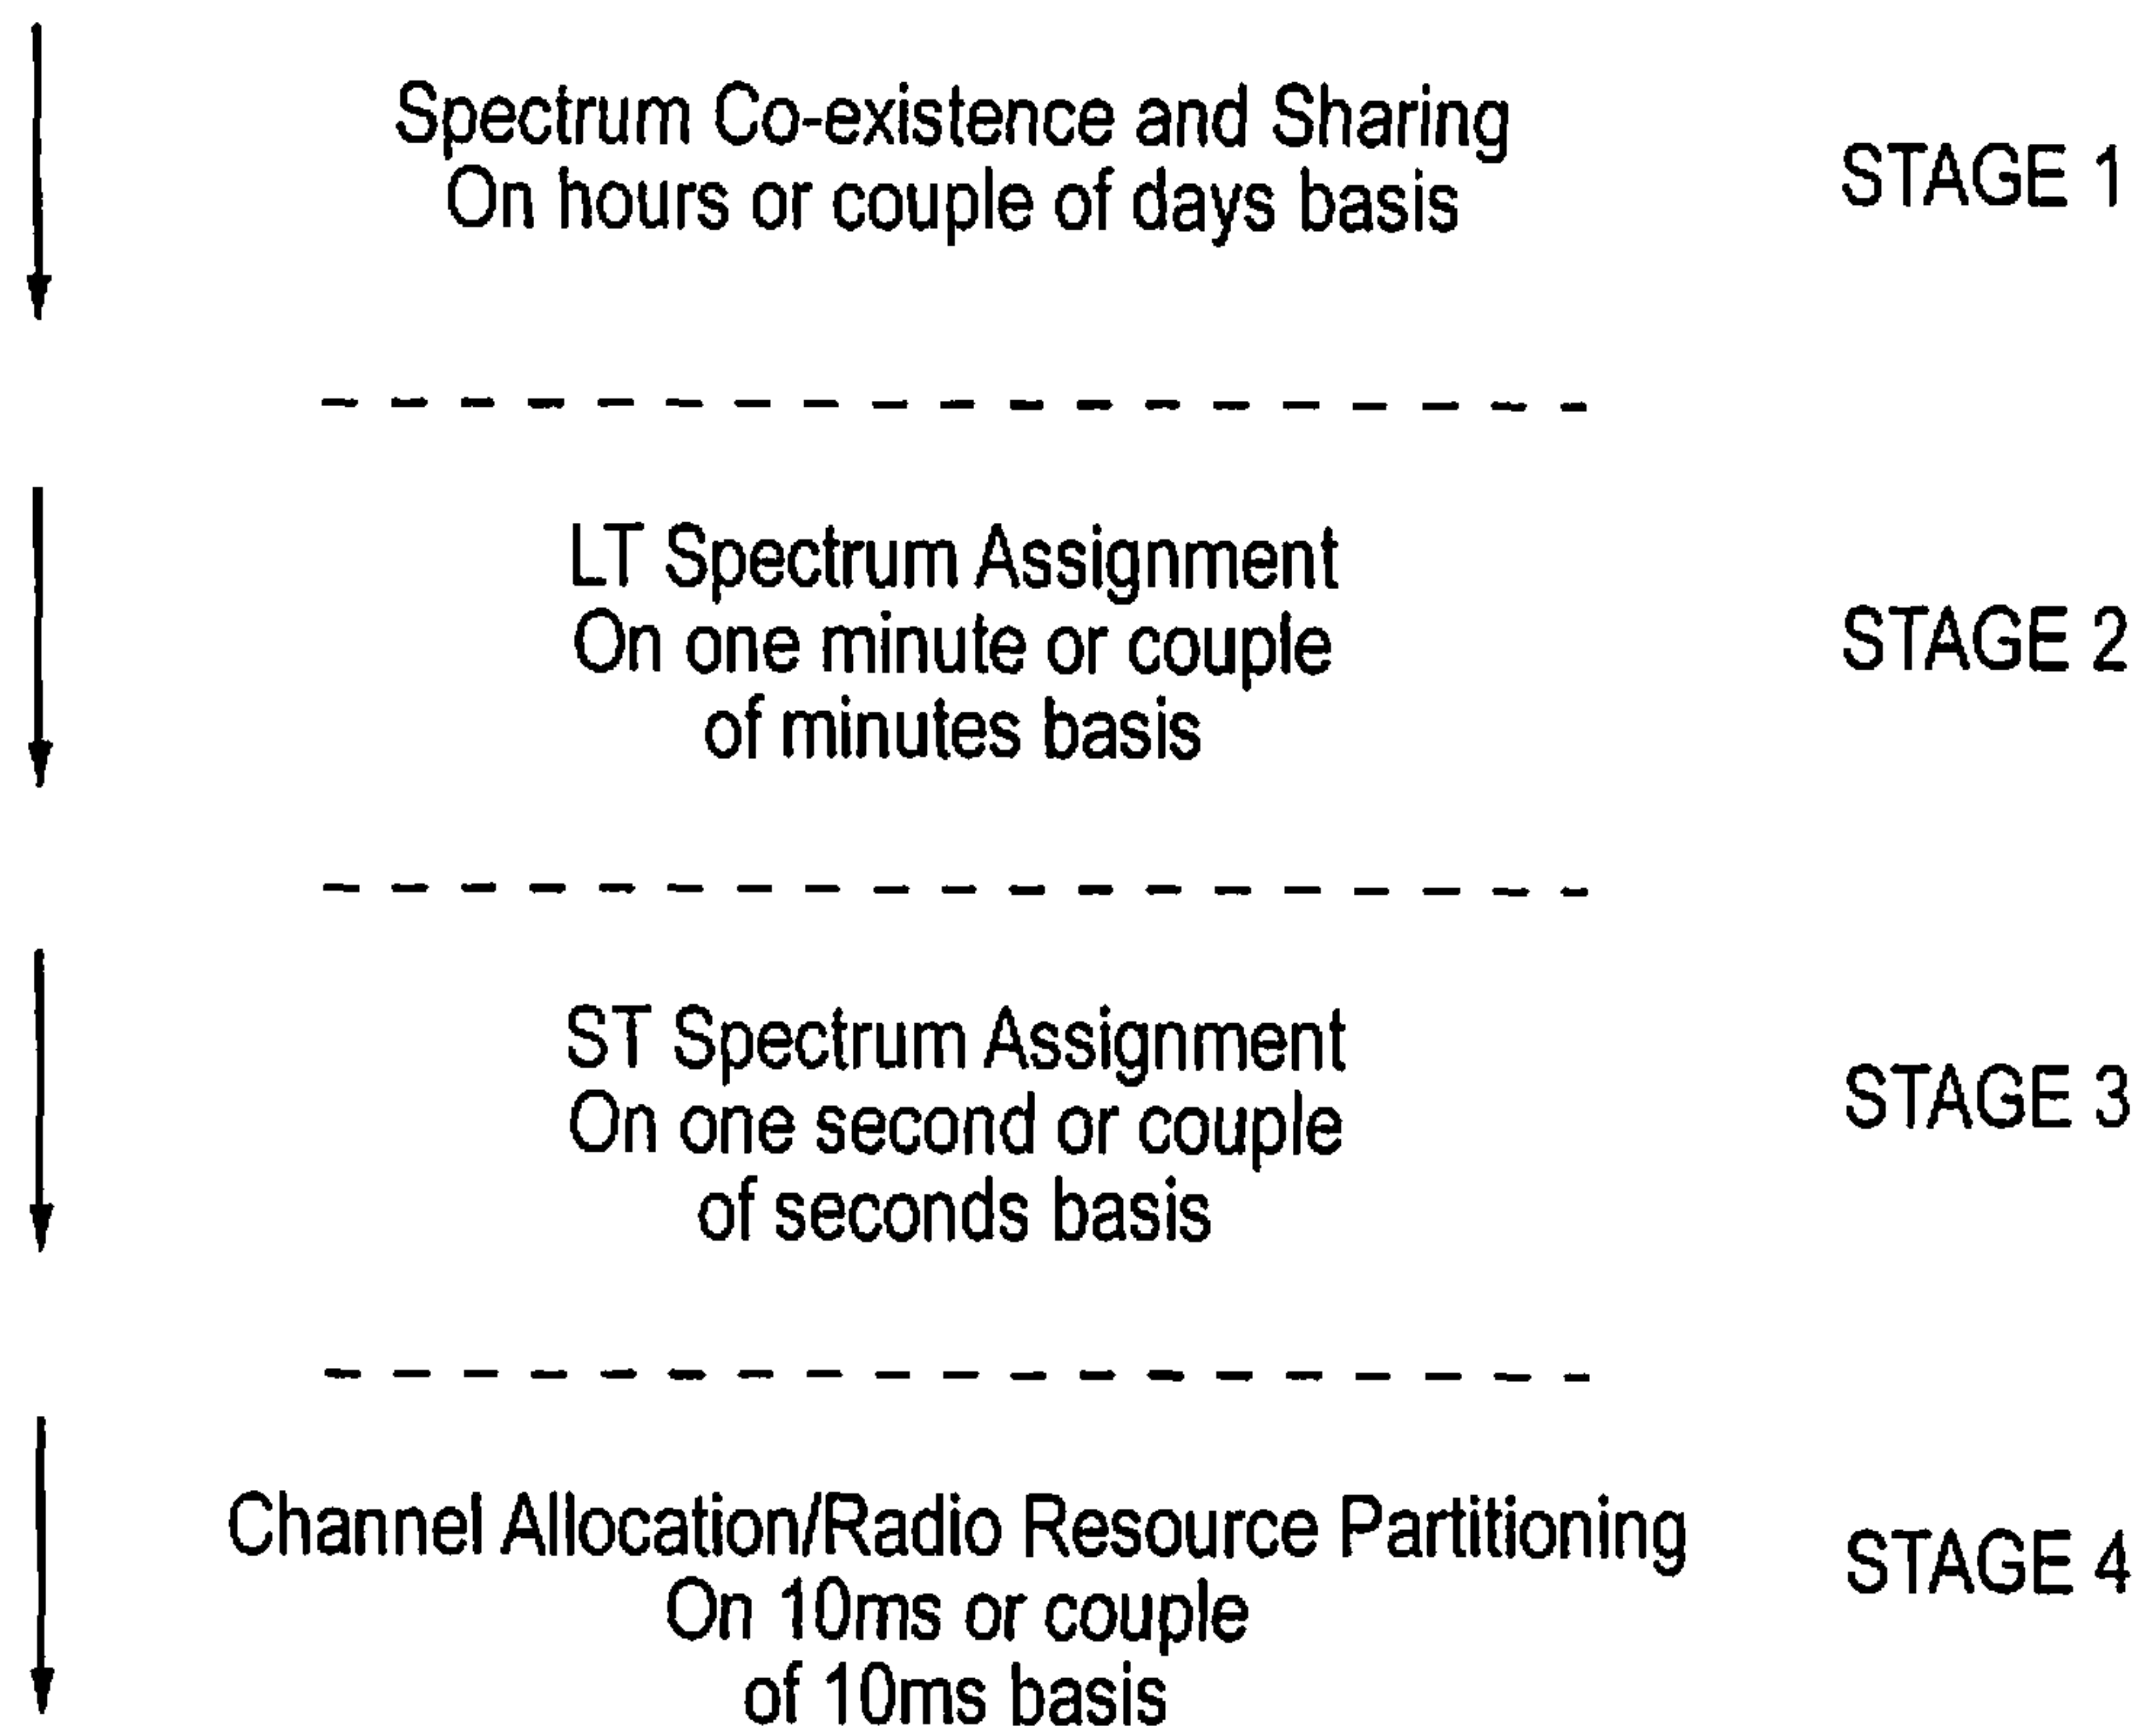 Spectrum Co-existence and Sharing
On hours or couple of days basis
STAGE 1
LT Spectrum Assignment
On one minute or couple
of minutes basis
STAGE 2
ST Spectrum Assignment
On one second or couple
of seconds basis
STAGE 3
Channel Allocation/Radio Resource Partitioning
On 10ms or couple
of 10ms basis
STAGE 4